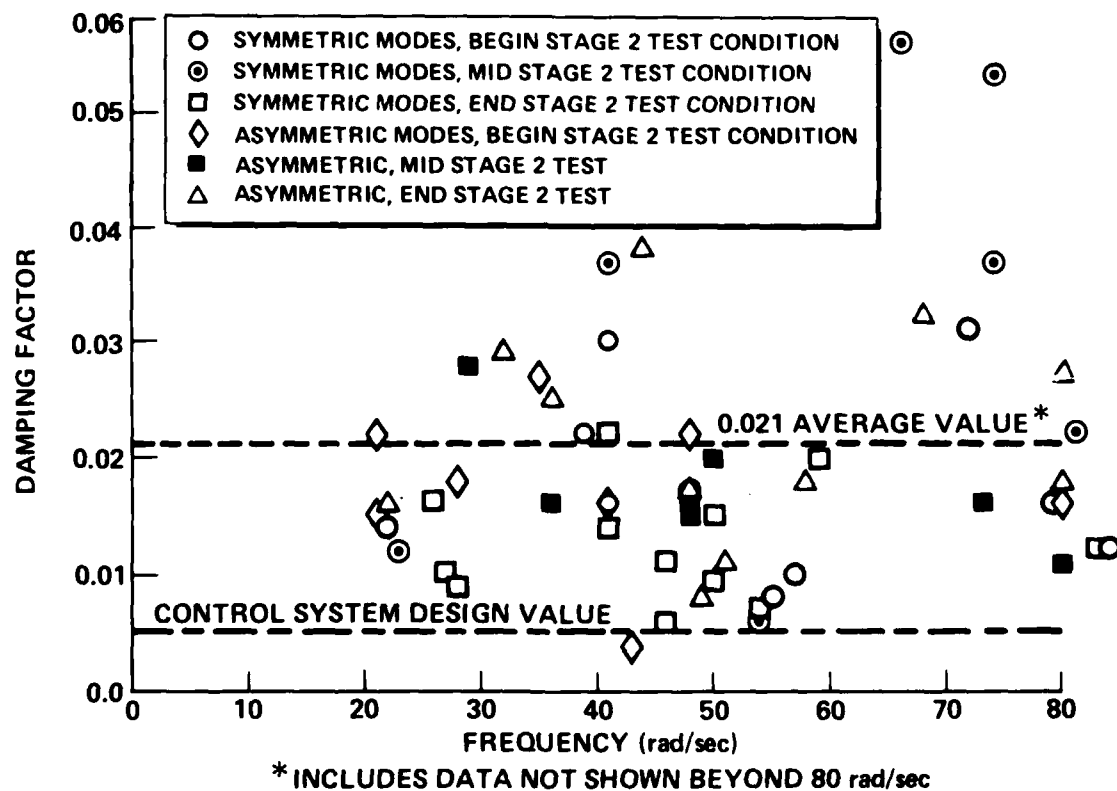 0.06
0.05
0.04
0.03
0.02
0.01
0.0
DAMPING FACTOR
SYMMETRIC MODES, BEGIN STAGE 2 TEST CONDITION
SYMMETRIC MODES, MID STAGE 2 TEST CONDITION
SYMMETRIC MODES, END STAGE 2 TEST CONDITION
ASYMMETRIC MODES, BEGIN STAGE 2 TEST CONDITION
ASYMMETRIC, MID STAGE 2 TEST
ASYMMETRIC, END STAGE 2 TEST
0.021 AVERAGE VALUE *
CONTROL SYSTEM DESIGN VALUE
0 10 20 30 40 50 60 70 80
FREQUENCY (rad/sec)
* INCLUDES DATA NOT SHOWN BEYOND 80 rad/sec